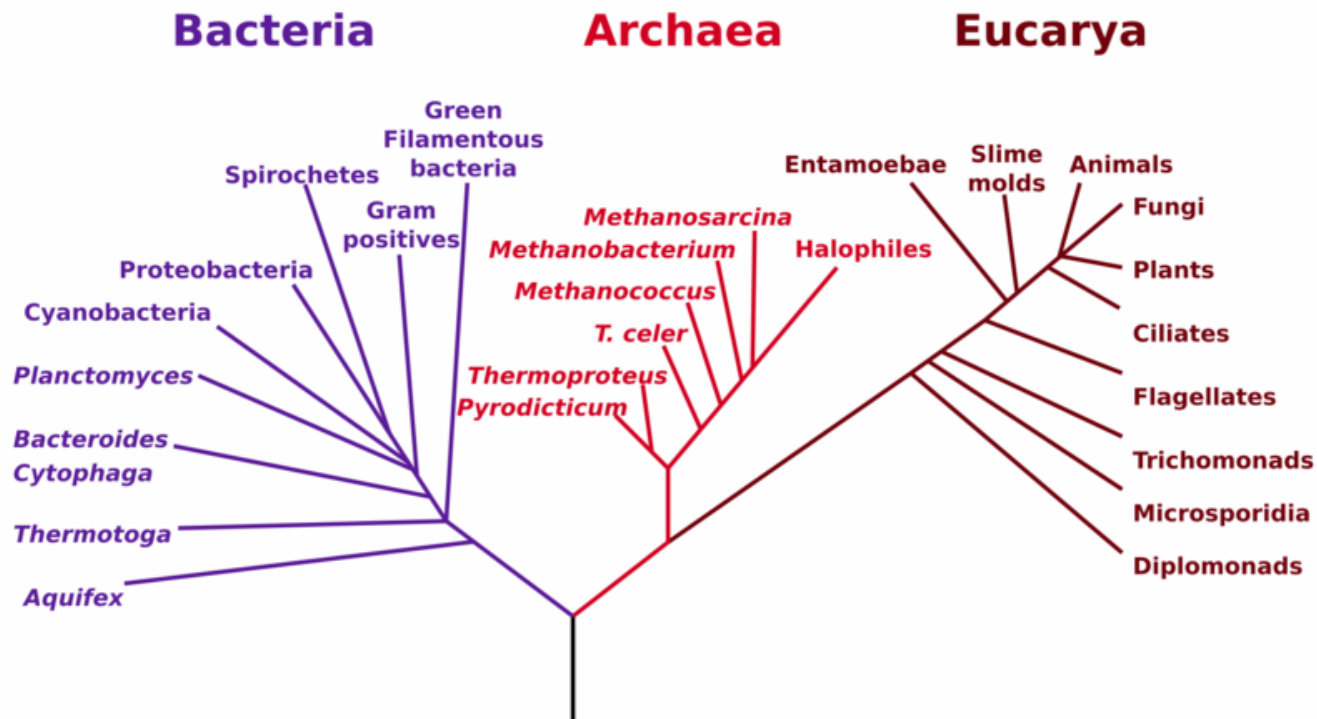 Bacteria
Archaea
Eucarya
Green
Filamentous
bacteria
Spirochetes
Gram
positives
Proteobacteria
Cyanobacteria
Planctomyces
Bacteroides
Cytophaga
Thermotoga
Aquifex
Methanosarcina
Methanobacterium
Halophiles
Methanococcus
T. celer
Thermoproteus
Pyrodicticum
Entamoebae
Slime
molds
Animals
Fungi
Plants
Ciliates
Flagellates
Trichomonads
Microsporidia
Diplomonads